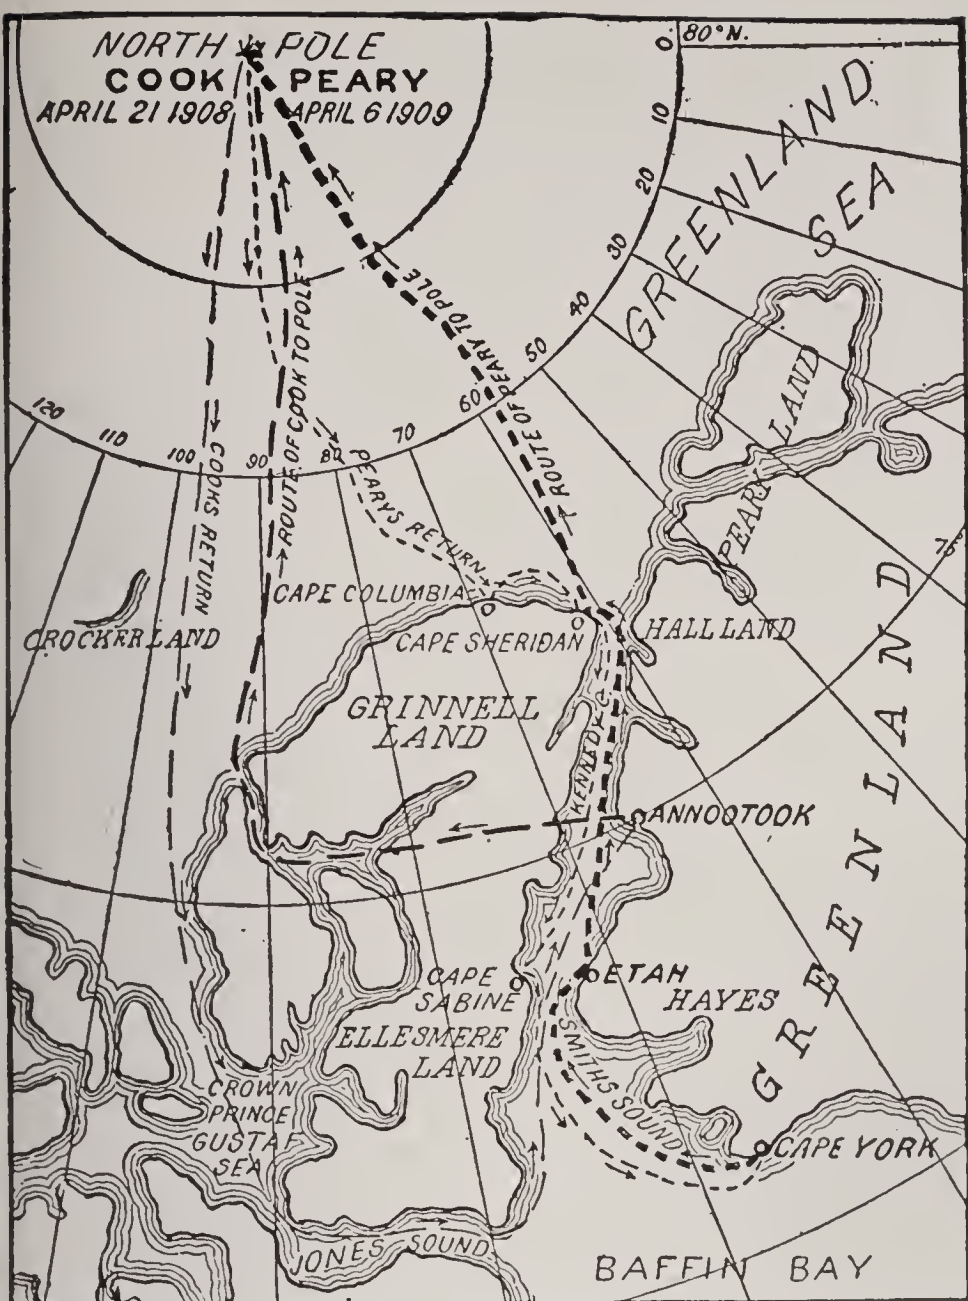 NORTH POLE
COOK PEARY
APRIL 21 1908 APRIL 6 1909
80°N.
0
10
20
30
40
50
60
70
80
90
100
110
120
GREENLAND
SEA
ROUTE OF PEARY TO POLE
ROUTE OF COOK TO POLE
COOKS RETURN
PEARYS RETURN
PEARY LAND
75°
CAPE COLUMBIA
CROCKER LAND
CAPE SHERIDAN
HALL LAND
GRINNELL
LAND
KENNEDY
ANNOOTOOK
GREENLAND
CAPE
SABINE
ETAH
HAYES
ELLESMERE
LAND
SMITHS SOUND
CROWN
PRINCE
GUSTAF
SEA
CAPE YORK
JONES SOUND
BAFFIN BAY